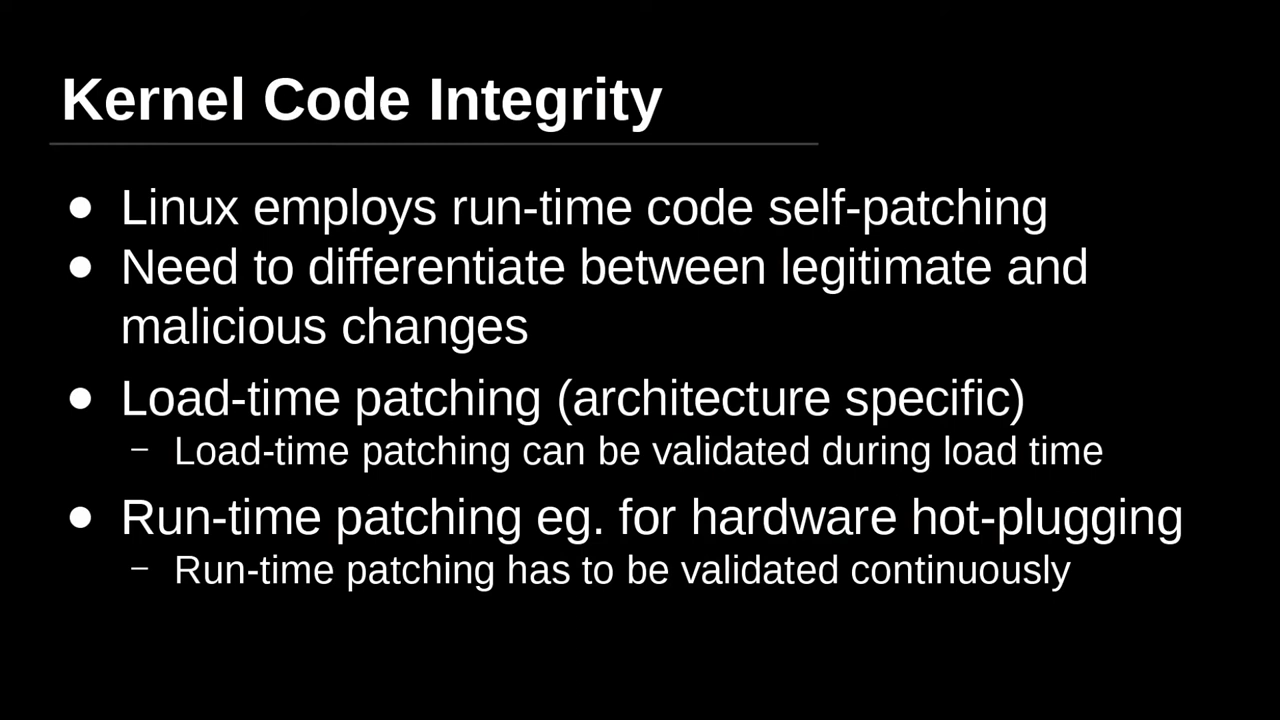 Kernel Code Integrity
● Linux employs run-time code self-patching
● Need to differentiate between legitimate and
malicious changes
● Load-time patching (architecture specific)
– Load-time patching can be validated during load time
● Run-time patching eg. for hardware hot-plugging
– Run-time patching has to be validated continuously